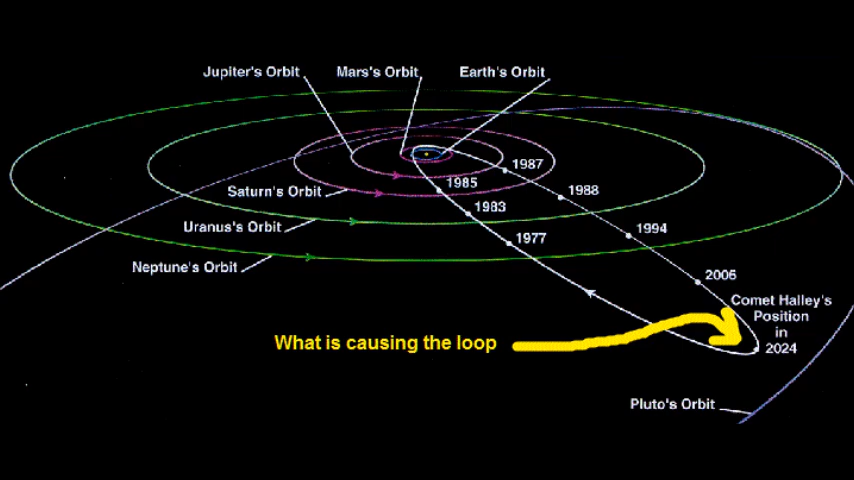 Jupiter's Orbit
Mars's Orbit
Earth's Orbit
1987
1985
1988
Saturn's Orbit
1983
Uranus's Orbit
1994
1977
Neptune's Orbit
2005
Comet Halley's
Position
in
2024
What is causing the loop
Pluto's Orbit